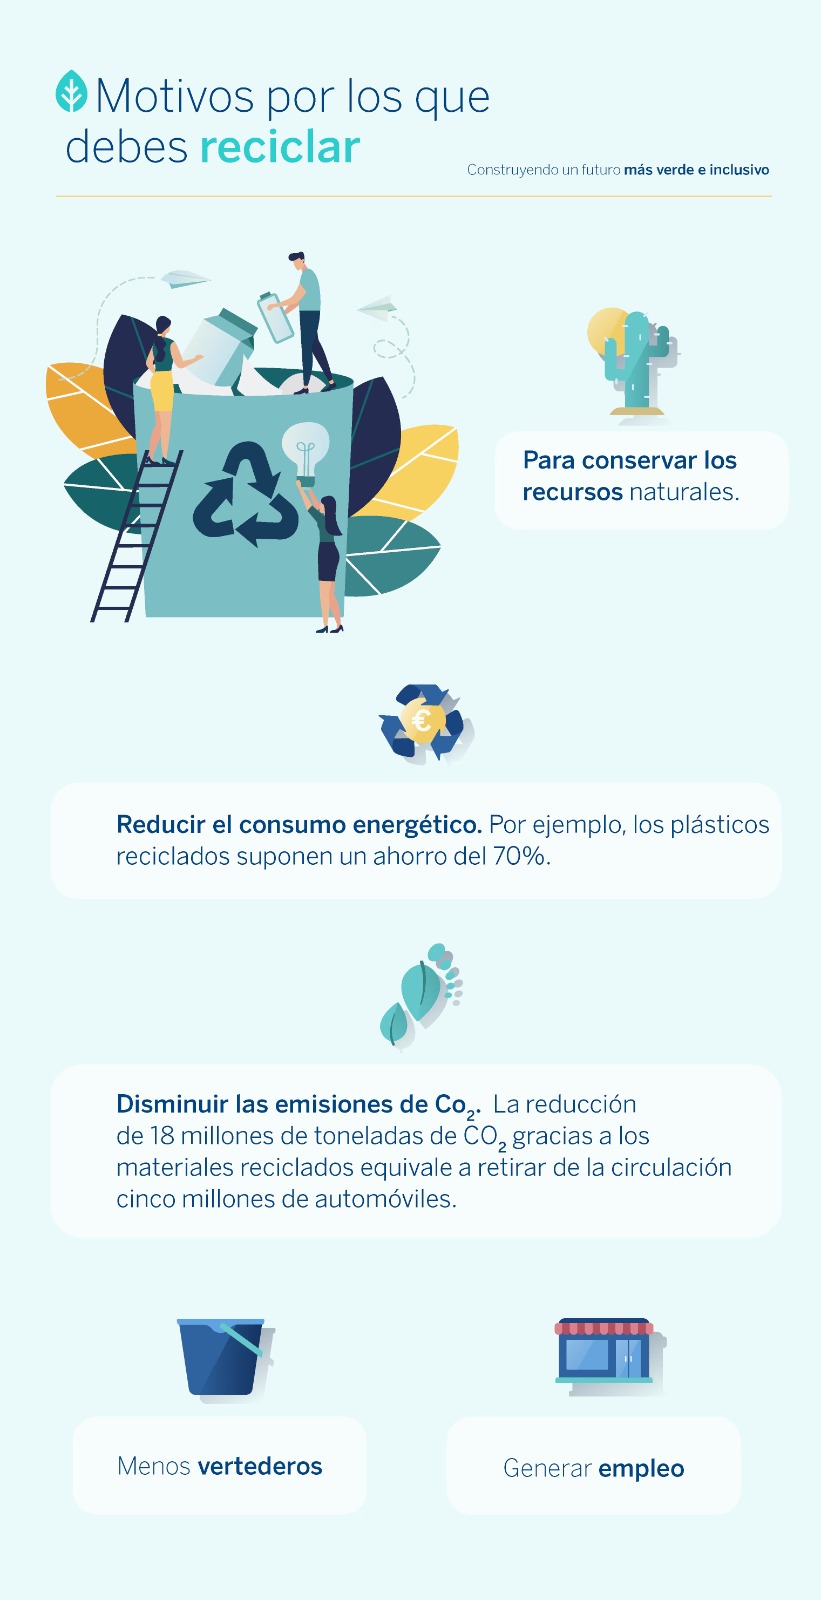 Motivos por los que
debes reciclar
Construyendo un futuro más verde e inclusivo
Para conservar los
recursos naturales.
€
Reducir el consumo energético. Por ejemplo, los plásticos
reciclados suponen un ahorro del 70%.
Disminuir las emisiones de Co₂. La reducción
de 18 millones de toneladas de CO₂ gracias a los
materiales reciclados equivale a retirar de la circulación
cinco millones de automóviles.
Menos vertederos
Generar empleo